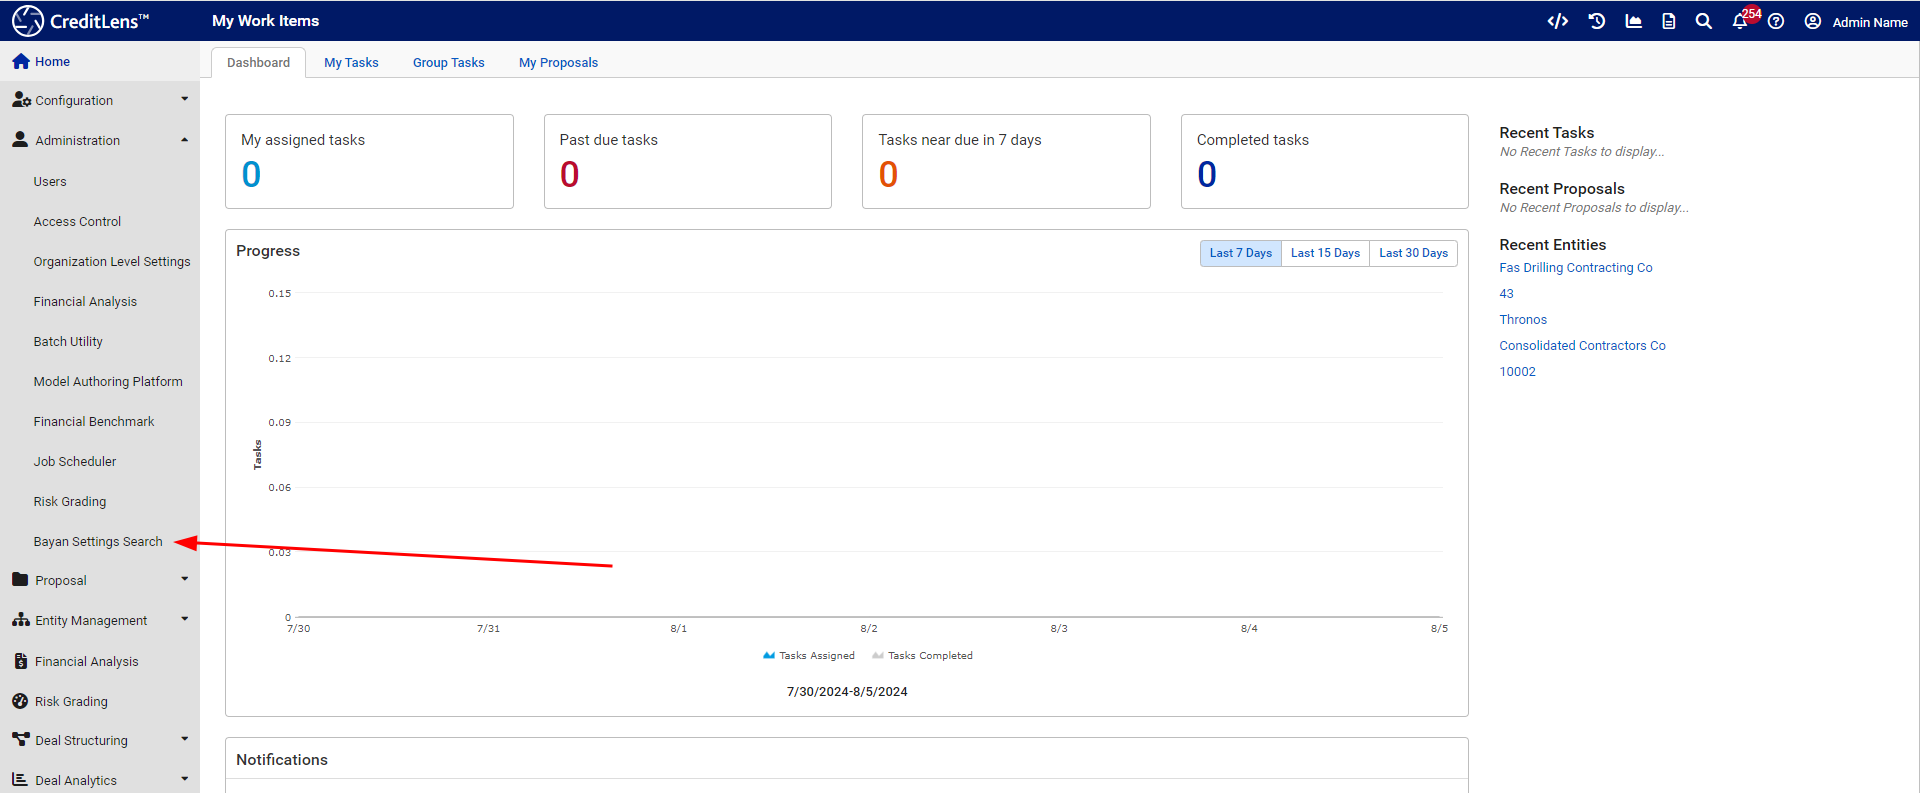 CreditLens™
My Work Items
254
Admin Name
Home
Configuration
Administration
Users
Access Control
Organization Level Settings
Financial Analysis
Batch Utility
Model Authoring Platform
Financial Benchmark
Job Scheduler
Risk Grading
Bayan Settings Search
Proposal
Entity Management
Financial Analysis
Risk Grading
Deal Structuring
Deal Analytics
Dashboard
My Tasks
Group Tasks
My Proposals
My assigned tasks
0
Past due tasks
0
Tasks near due in 7 days
0
Completed tasks
0
Progress
Last 7 Days
Last 15 Days
Last 30 Days
0.15
0.12
0.09
0.06
0.03
0
Tasks
7/30
7/31
8/1
8/2
8/3
8/4
8/5
Tasks Assigned
Tasks Completed
7/30/2024-8/5/2024
Notifications
Recent Tasks
No Recent Tasks to display...
Recent Proposals
No Recent Proposals to display...
Recent Entities
Fas Drilling Contracting Co
43
Thronos
Consolidated Contractors Co
10002